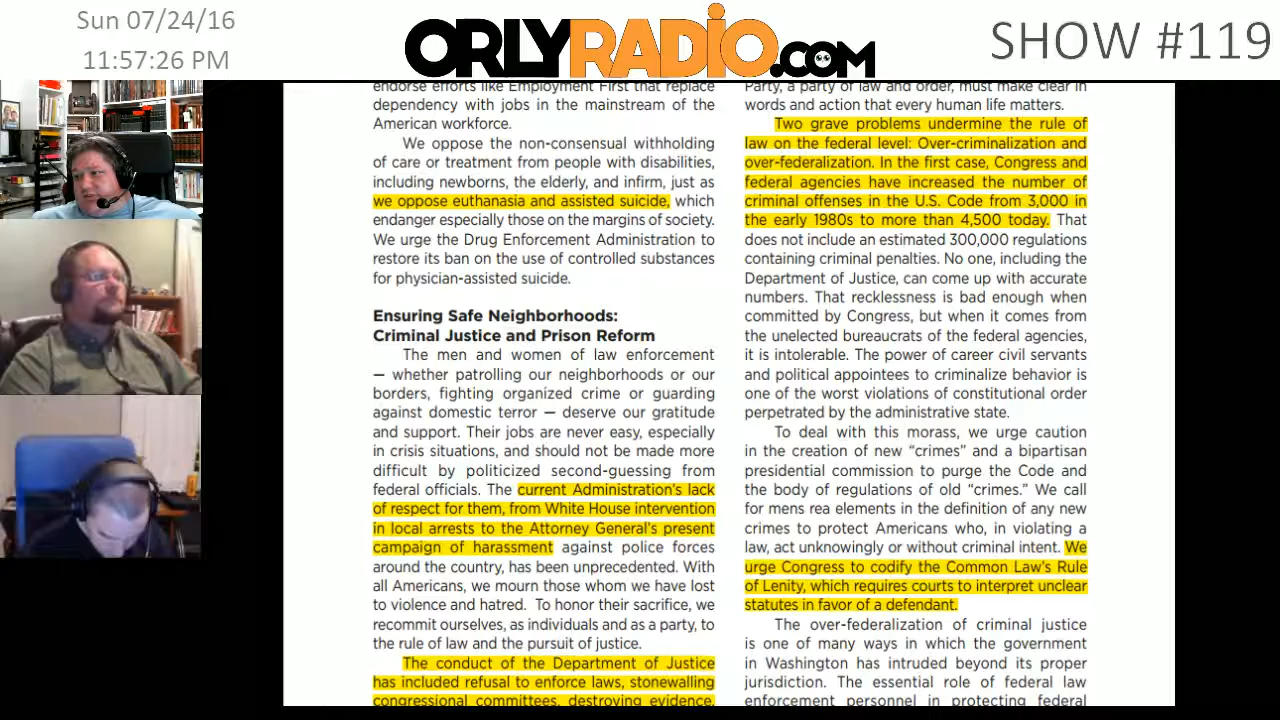 Sun 07/24/16
11:57:26 PM
ORLYRADiO.COM
SHOW #119
endorse efforts like Employment First that replace
dependency with jobs in the mainstream of the
American workforce.
We oppose the non-consensual withholding
of care or treatment from people with disabilities,
including newborns, the elderly, and infirm, just as
we oppose euthanasia and assisted suicide, which
endanger especially those on the margins of society.
We urge the Drug Enforcement Administration to
restore its ban on the use of controlled substances
for physician-assisted suicide.
Ensuring Safe Neighborhoods:
Criminal Justice and Prison Reform
The men and women of law enforcement
— whether patrolling our neighborhoods or our
borders, fighting organized crime or guarding
against domestic terror — deserve our gratitude
and support. Their jobs are never easy, especially
in crisis situations, and should not be made more
difficult by politicized second-guessing from
federal officials. The current Administration's lack
of respect for them, from White House intervention
in local arrests to the Attorney General's present
campaign of harassment against police forces
around the country, has been unprecedented. With
all Americans, we mourn those whom we have lost
to violence and hatred. To honor their sacrifice, we
recommit ourselves, as individuals and as a party, to
the rule of law and the pursuit of justice.
The conduct of the Department of Justice
has included refusal to enforce laws, stonewalling
congressional committees, destroying evidence,
Party, a party of law and order, must make clear in
words and action that every human life matters.
Two grave problems undermine the rule of
law on the federal level: Over-criminalization and
over-federalization. In the first case, Congress and
federal agencies have increased the number of
criminal offenses in the U.S. Code from 3,000 in
the early 1980s to more than 4,500 today. That
does not include an estimated 300,000 regulations
containing criminal penalties. No one, including the
Department of Justice, can come up with accurate
numbers. That recklessness is bad enough when
committed by Congress, but when it comes from
the unelected bureaucrats of the federal agencies,
it is intolerable. The power of career civil servants
and political appointees to criminalize behavior is
one of the worst violations of constitutional order
perpetrated by the administrative state.
To deal with this morass, we urge caution
in the creation of new “crimes” and a bipartisan
presidential commission to purge the Code and
the body of regulations of old “crimes.” We call
for mens rea elements in the definition of any new
crimes to protect Americans who, in violating a
law, act unknowingly or without criminal intent. We
urge Congress to codify the Common Law's Rule
of Lenity, which requires courts to interpret unclear
statutes in favor of a defendant.
The over-federalization of criminal justice
is one of many ways in which the government
in Washington has intruded beyond its proper
jurisdiction. The essential role of federal law
enforcement personnel in protecting federal